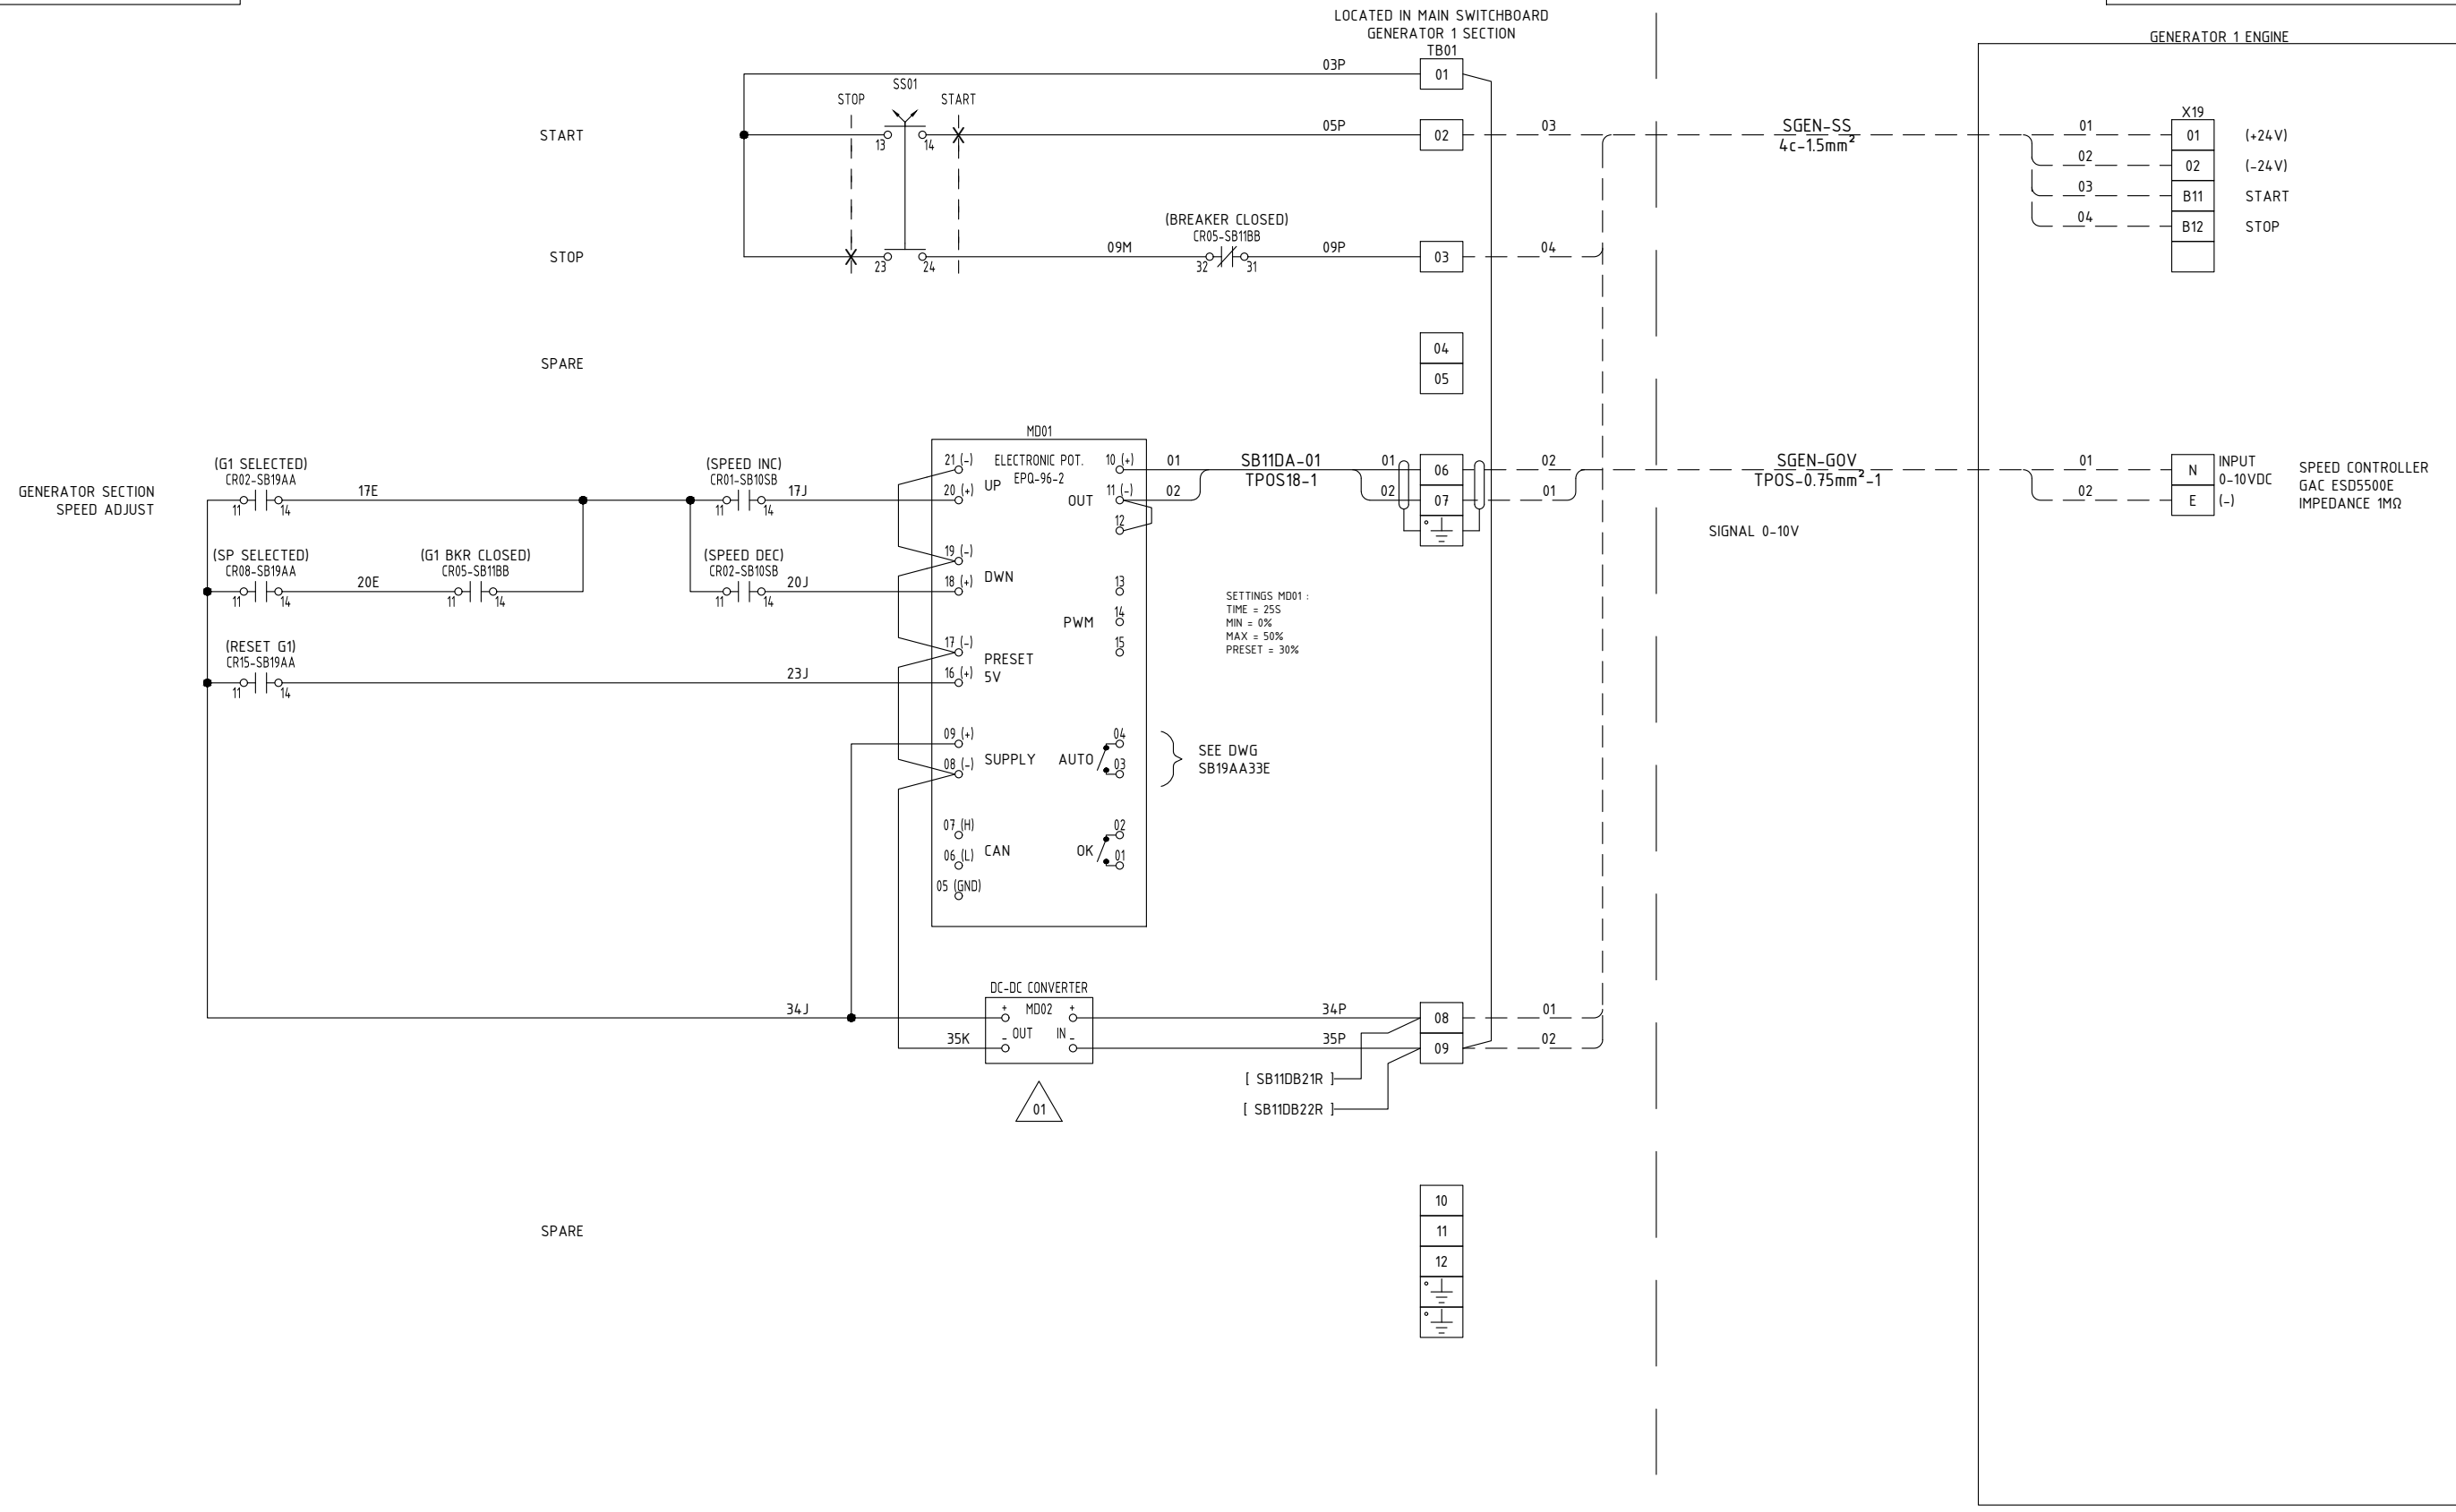 LOCATED IN MAIN SWITCHBOARD
GENERATOR 1 SECTION
TB01
GENERATOR 1 ENGINE
03P
01
SS01
STOP
START
X19
START
13
14
05P
02
03
SGEN-SS
4c-1.5mm²
01
01
(+24V)
02
02
(-24V)
03
B11
START
04
B12
STOP
(BREAKER CLOSED)
CR05-SB11BB
STOP
23
24
09M
32
31
09P
03
04
SPARE
04
05
MD01
ELECTRONIC POT.
EPQ-96-2
21 (-)
20 (+)
UP
10 (+)
11 (-)
OUT
12
19 (-)
18 (+)
DWN
13
14
PWM
15
17 (-)
PRESET
16 (+)
5V
09 (+)
SUPPLY
08 (-)
AUTO
04
03
07 (H)
06 (L)
CAN
05 (GND)
OK
02
01
GENERATOR SECTION
SPEED ADJUST
(G1 SELECTED)
CR02-SB19AA
11
14
17E
(SPEED INC)
CR01-SB10SB
11
14
17J
(SP SELECTED)
CR08-SB19AA
11
14
20E
(G1 BKR CLOSED)
CR05-SB11BB
11
14
(SPEED DEC)
CR02-SB10SB
11
14
20J
(RESET G1)
CR15-SB19AA
11
14
23J
01
02
SB11DA-01
TPOS18-1
01
02
06
07
02
01
SGEN-GOV
TPOS-0.75mm²-1
SIGNAL 0-10V
01
02
N
E
INPUT
0-10VDC
(-)
SPEED CONTROLLER
GAC ESD5500E
IMPEDANCE 1MΩ
SETTINGS MD01 :
TIME = 25S
MIN = 0%
MAX = 50%
PRESET = 30%
SEE DWG
SB19AA33E
DC-DC CONVERTER
MD02
+
+
OUT
IN
-
-
34J
35K
34P
35P
08
09
01
02
[ SB11DB21R ]
[ SB11DB22R ]
01
SPARE
10
11
12